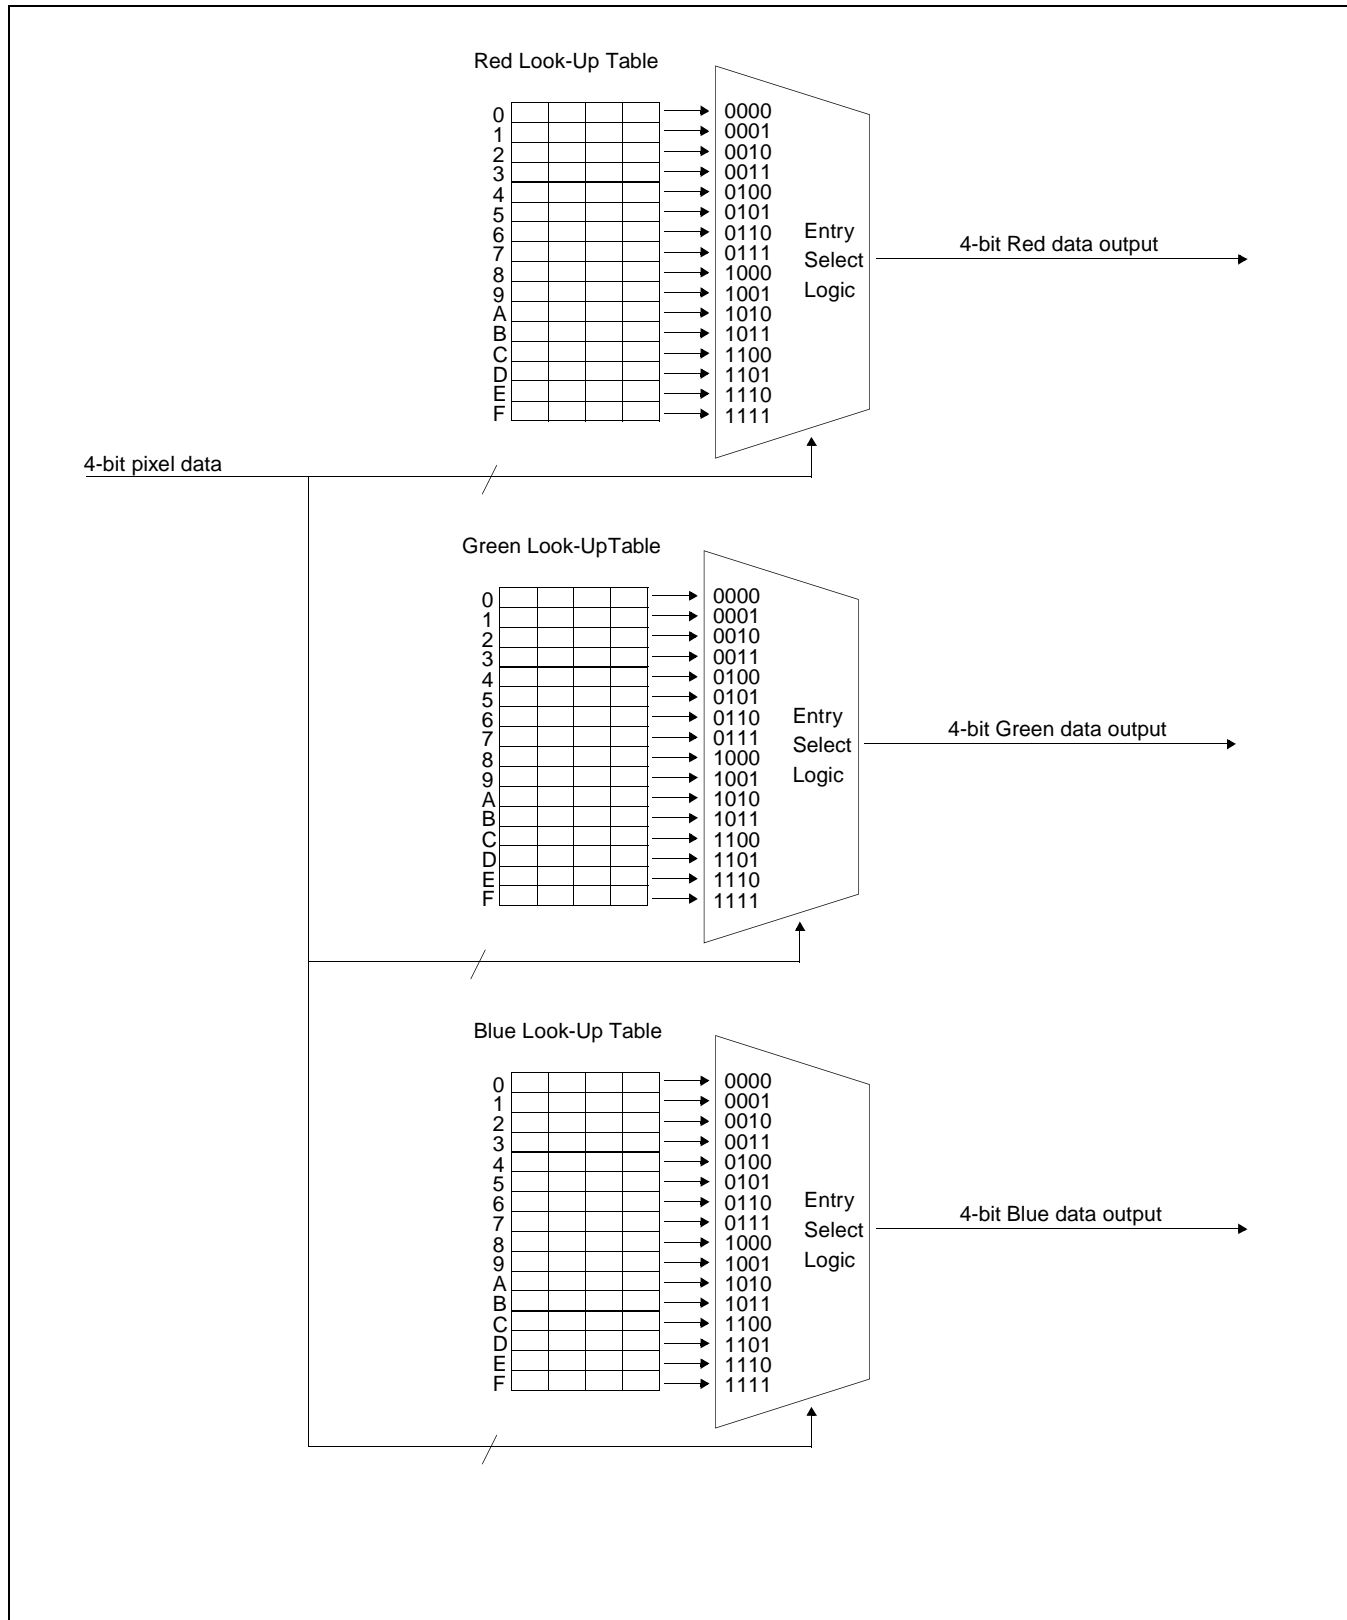 Red Look-Up Table
0 0000
1 0001
2 0010
3 0011
4 0100
5 0101
6 0110
7 0111
8 1000
9 1001
A 1010
B 1011
C 1100
D 1101
E 1110
F 1111
Entry
Select
Logic
4-bit Red data output
4-bit pixel data
Green Look-UpTable
0 0000
1 0001
2 0010
3 0011
4 0100
5 0101
6 0110
7 0111
8 1000
9 1001
A 1010
B 1011
C 1100
D 1101
E 1110
F 1111
Entry
Select
Logic
4-bit Green data output
Blue Look-Up Table
0 0000
1 0001
2 0010
3 0011
4 0100
5 0101
6 0110
7 0111
8 1000
9 1001
A 1010
B 1011
C 1100
D 1101
E 1110
F 1111
Entry
Select
Logic
4-bit Blue data output